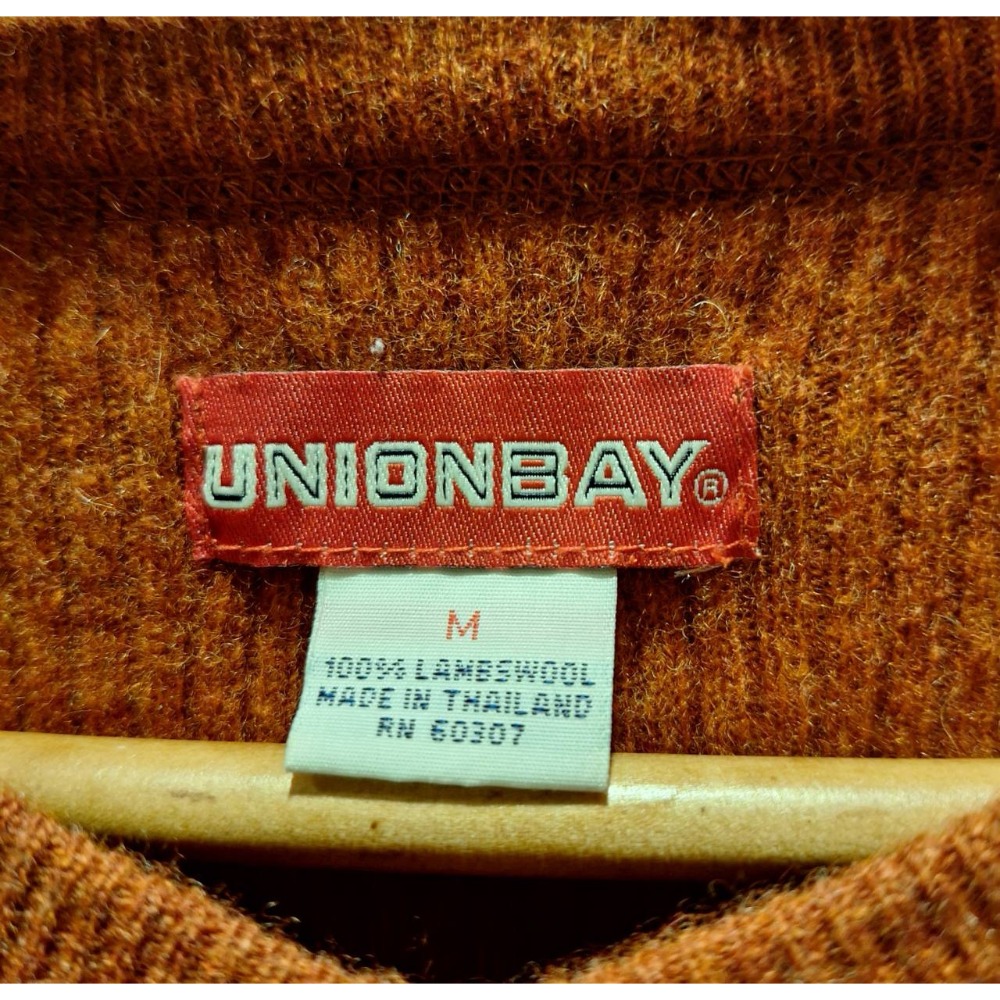 UNIONBAY®
M
100% LAMBSWOOL
MADE IN THAILAND
RN 60307